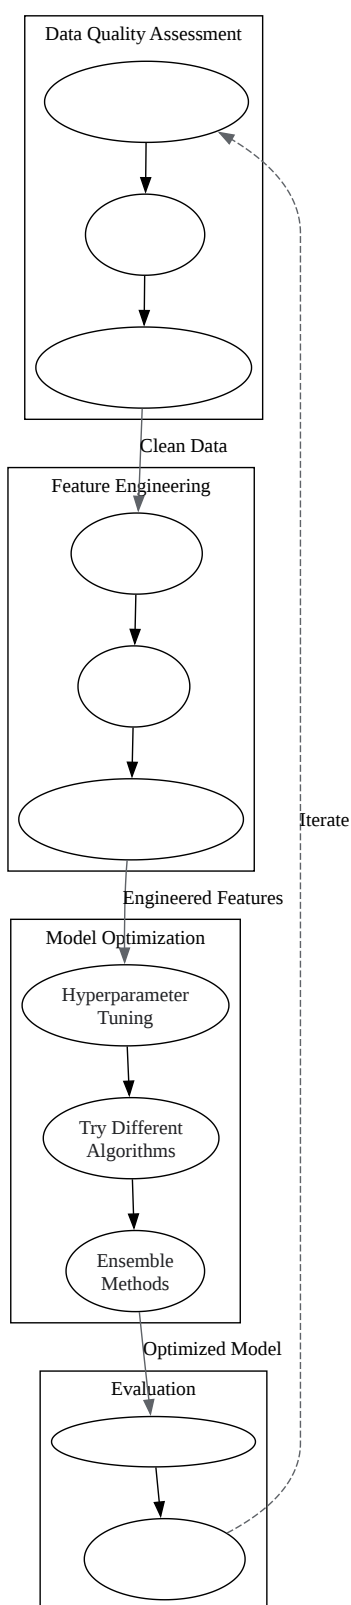 Data Quality Assessment
Clean Data
Feature Engineering
Iterate
Engineered Features
Model Optimization
Hyperparameter
Tuning
Try Different
Algorithms
Ensemble
Methods
Optimized Model
Evaluation